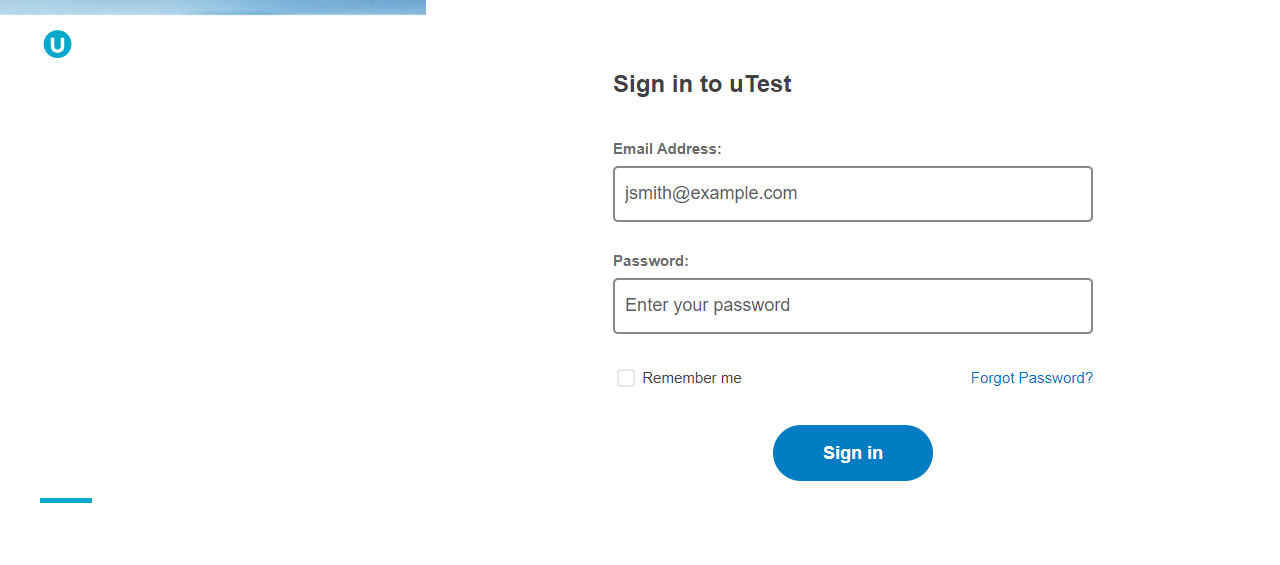 U
Sign in to uTest
Email Address:
jsmith@example.com
Password:
Enter your password
Remember me
Forgot Password?
Sign in